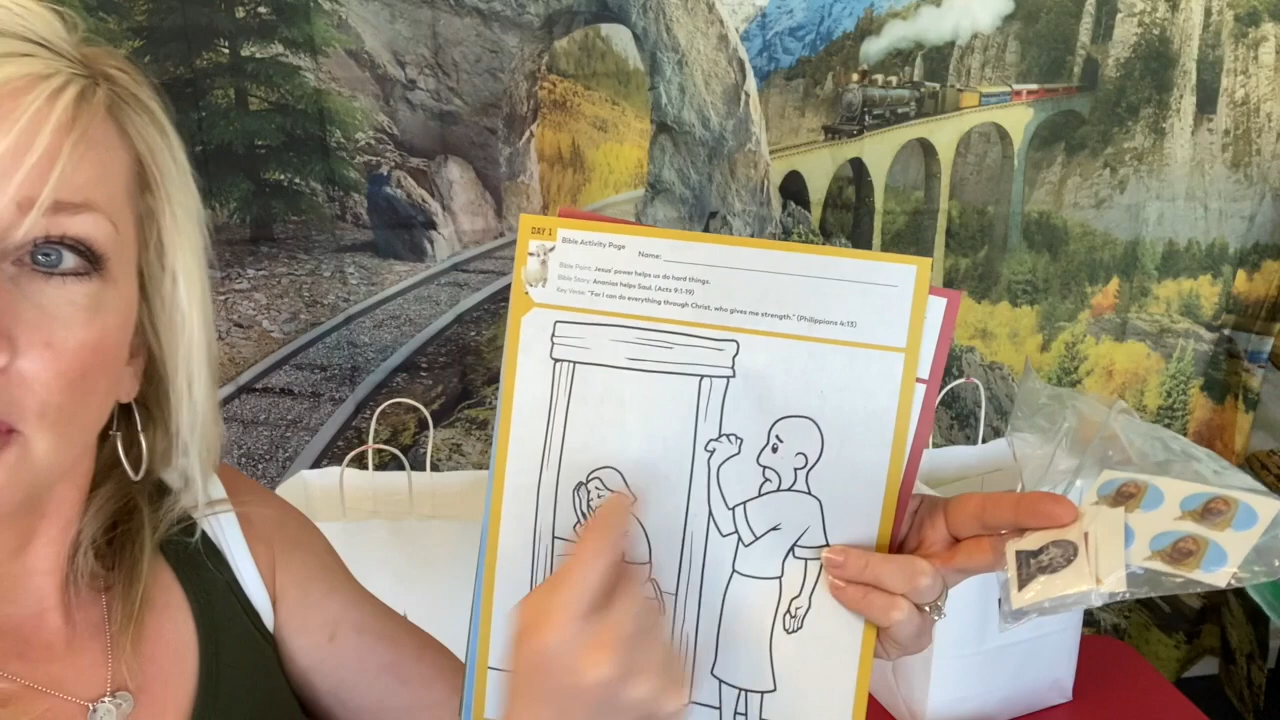 DAY 1
Bible Activity Page
Name:
Bible Point: Jesus' power helps us do hard things.
Bible Story: Ananias helps Saul. (Acts 9:1-19)
Key Verse: "For I can do everything through Christ, who gives me strength." (Philippians 4:13)